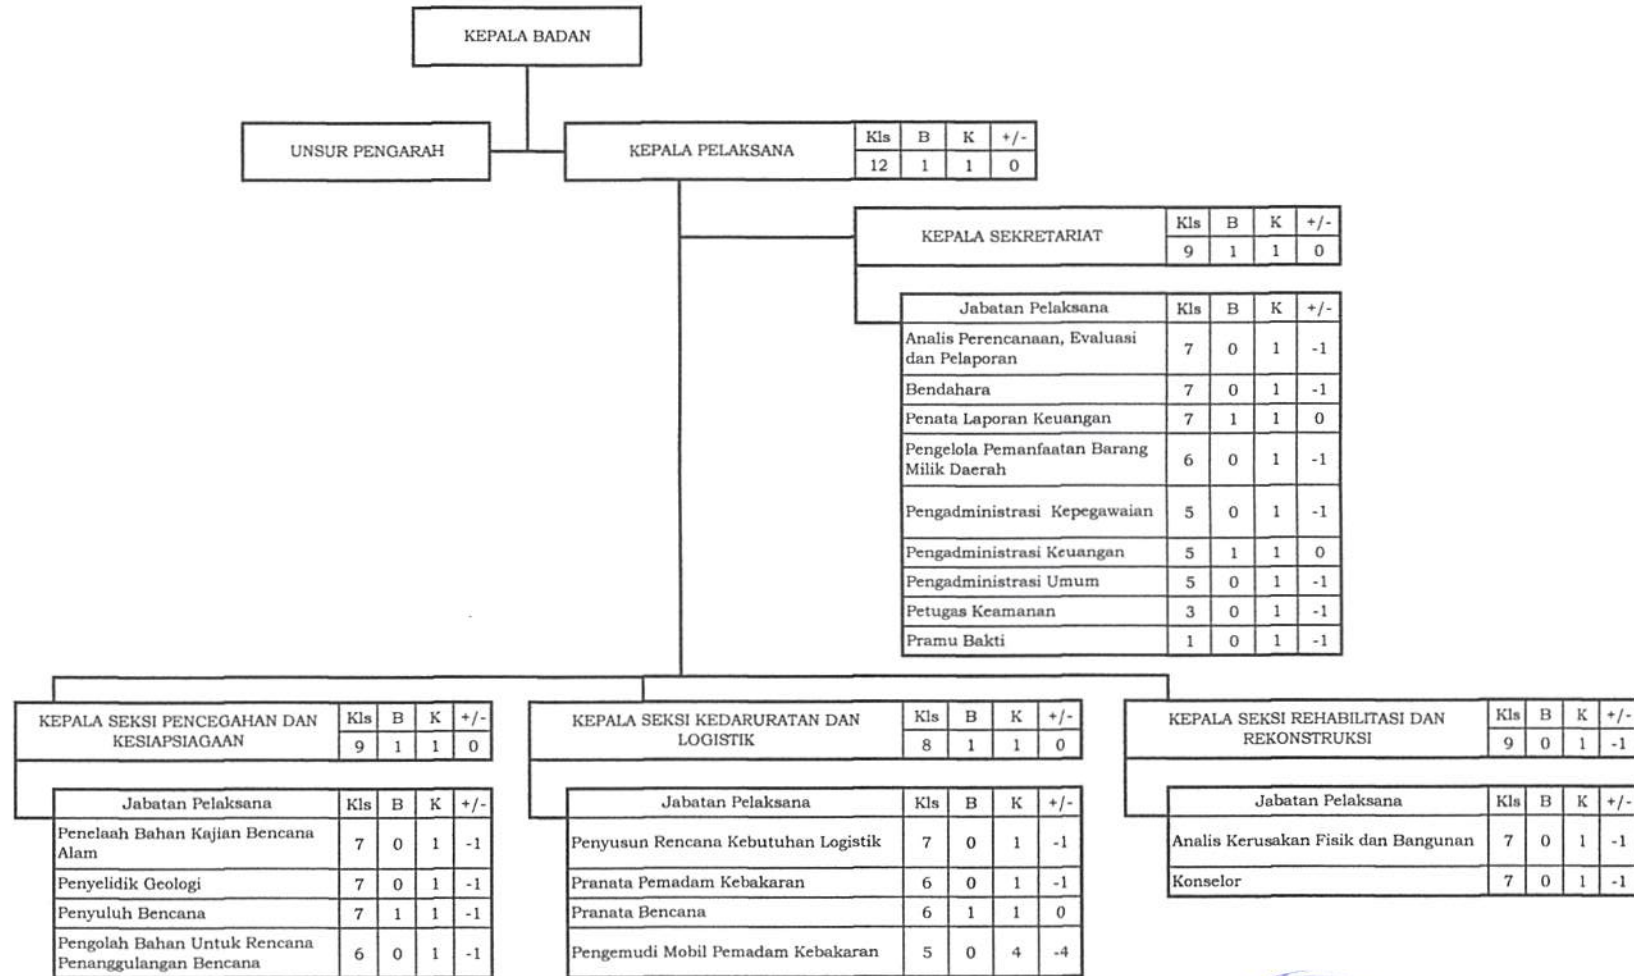 KEPALA BADAN
UNSUR PENGARAH
KEPALA PELAKSANA
Kls B K +/-
12 1 1 0
KEPALA SEKRETARIAT
Kls B K +/-
9 1 1 0
Jabatan Pelaksana Kls B K +/-
Analis Perencanaan, Evaluasi
dan Pelaporan
7 0 1 -1
Bendahara 7 0 1 -1
Penata Laporan Keuangan 7 1 1 0
Pengelola Pemanfaatan Barang
Milik Daerah
6 0 1 -1
Pengadministrasi Kepegawaian 5 0 1 -1
Pengadministrasi Keuangan 5 1 1 0
Pengadministrasi Umum 5 0 1 -1
Petugas Keamanan 3 0 1 -1
Pramu Bakti 1 0 1 -1
KEPALA SEKSI PENCEGAHAN DAN
KESIAPSIAGAAN
Kls B K +/-
9 1 1 0
Jabatan Pelaksana Kls B K +/-
Penelaah Bahan Kajian Bencana
Alam
7 0 1 -1
Penyelidik Geologi 7 0 1 -1
Penyuluh Bencana 7 1 1 -1
Pengolah Bahan Untuk Rencana
Penanggulangan Bencana
6 0 1 -1
KEPALA SEKSI KEDARURATAN DAN
LOGISTIK
Kls B K +/-
8 1 1 0
Jabatan Pelaksana Kls B K +/-
Penyusun Rencana Kebutuhan Logistik 7 0 1 -1
Pranata Pemadam Kebakaran 6 0 1 -1
Pranata Bencana 6 1 1 0
Pengemudi Mobil Pemadam Kebakaran 5 0 4 -4
KEPALA SEKSI REHABILITASI DAN
REKONSTRUKSI
Kls B K +/-
9 0 1 -1
Jabatan Pelaksana Kls B K +/-
Analis Kerusakan Fisik dan Bangunan 7 0 1 -1
Konselor 7 0 1 -1